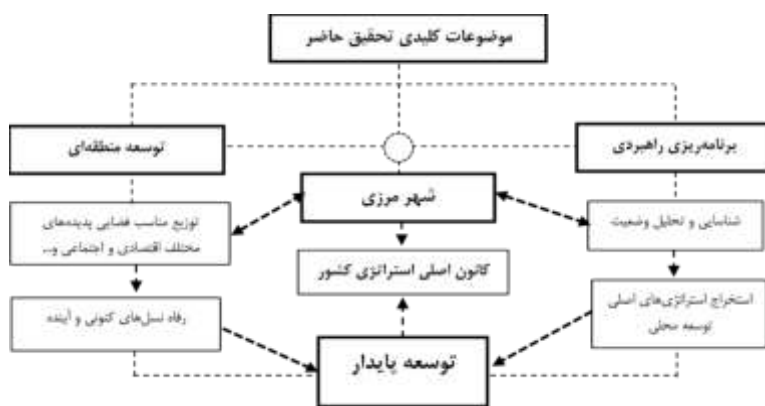 موضوعات کلیدی تحقیق حاضر
برنامه‌ریزی راهبردی
توسعه منطقه‌ای
شهر مرزی
شناسایی و تحلیل وضعیت
توزیع مناسب فضایی پدیده‌های
مختلف اقتصادی و اجتماعی و...
کانون اصلی استراتژی کشور
استخراج استراتژی‌های اصلی
توسعه محلی
رفاه نسل‌های کنونی و آینده
توسعه پایدار